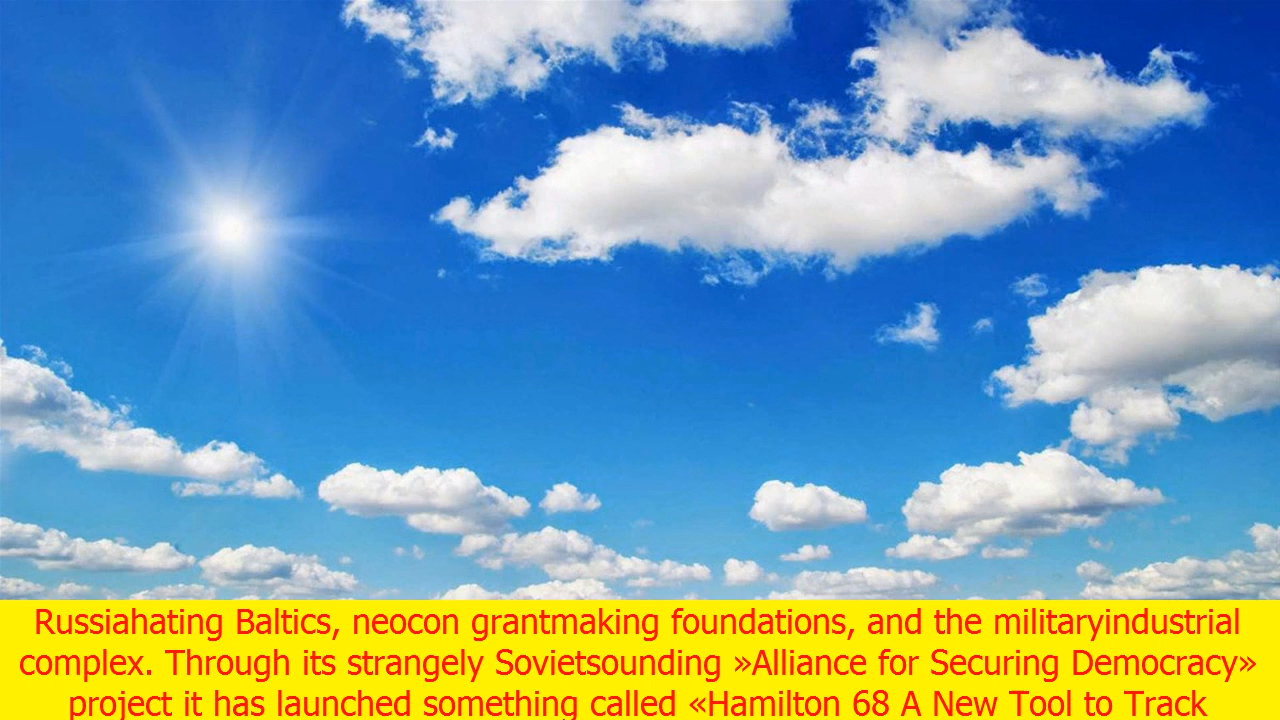 Russiahating Baltics, neocon grantmaking foundations, and the militaryindustrial
complex. Through its strangely Sovietsounding »Alliance for Securing Democracy»
project it has launched something called «Hamilton 68 A New Tool to Track